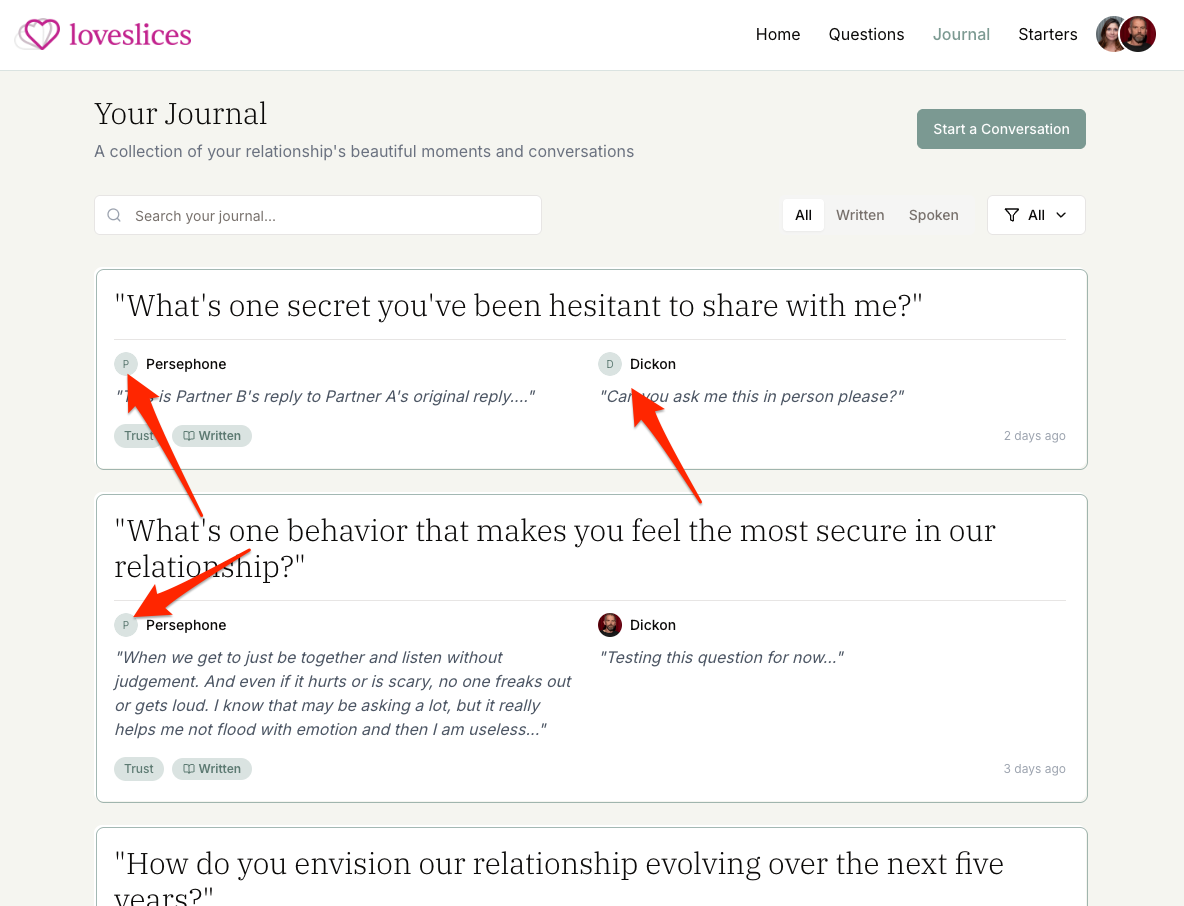 loveslices
Home Questions Journal Starters
Your Journal
A collection of your relationship's beautiful moments and conversations
Start a Conversation
Search your journal...
All Written Spoken
All
"What's one secret you've been hesitant to share with me?"
P Persephone
D Dickon
"This is Partner B's reply to Partner A's original reply...."
"Can you ask me this in person please?"
Trust Written
2 days ago
"What's one behavior that makes you feel the most secure in our
relationship?"
P Persephone
Dickon
"When we get to just be together and listen without
judgement. And even if it hurts or is scary, no one freaks out
or gets loud. I know that may be asking a lot, but it really
helps me not flood with emotion and then I am useless..."
"Testing this question for now..."
Trust Written
3 days ago
"How do you envision our relationship evolving over the next five
years?"